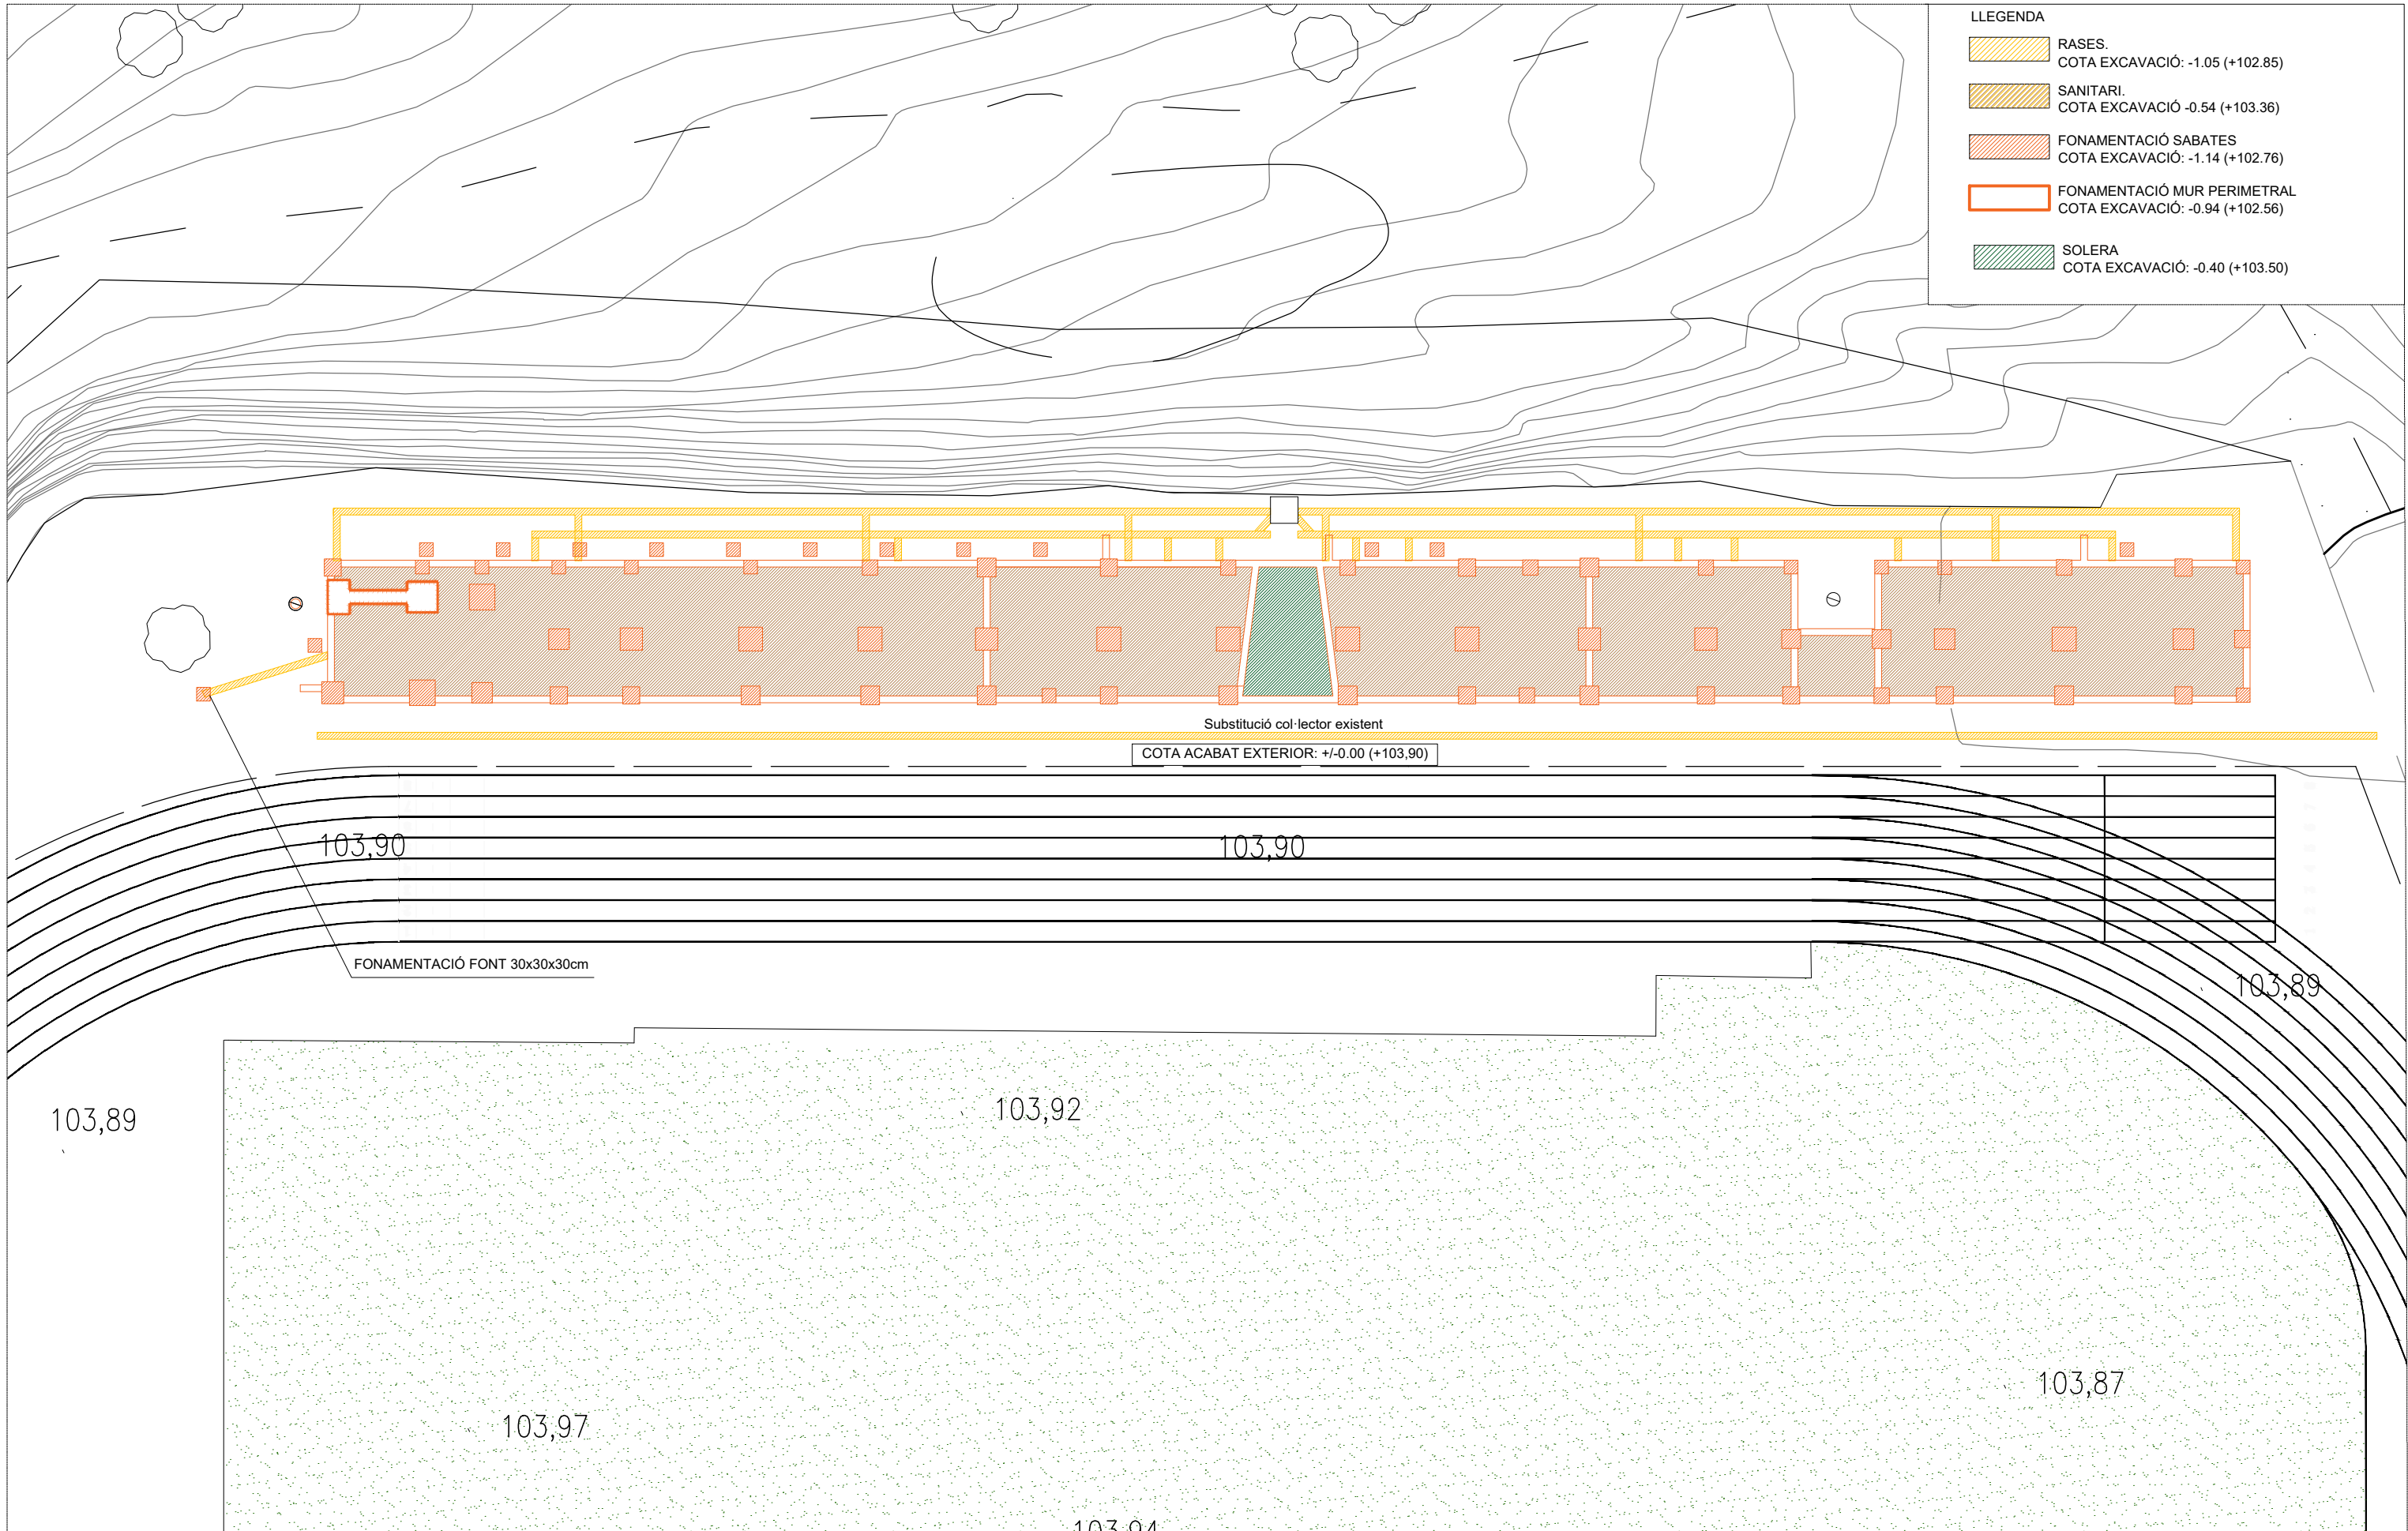 LLEGENDA
RASES.
COTA EXCAVACIÓ: -1.05 (+102.85)
SANITARI.
COTA EXCAVACIÓ -0.54 (+103.36)
FONAMENTACIÓ SABATES
COTA EXCAVACIÓ: -1.14 (+102.76)
FONAMENTACIÓ MUR PERIMETRAL
COTA EXCAVACIÓ: -0.94 (+102.56)
SOLERA
COTA EXCAVACIÓ: -0.40 (+103.50)
Substitució col·lector existent
COTA ACABAT EXTERIOR: +/-0.00 (+103,90)
103,90
103,90
FONAMENTACIÓ FONT 30x30x30cm
103,89
103,92
103,89
103,87
103,97
103,94